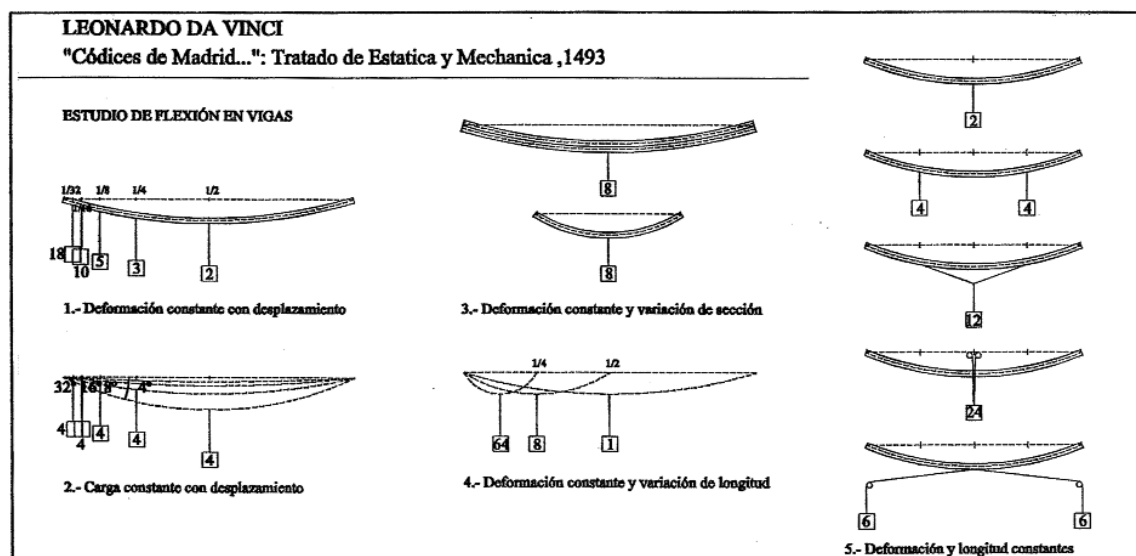 LEONARDO DA VINCI
"Códices de Madrid...": Tratado de Estatica y Mechanica ,1493
ESTUDIO DE FLEXIÓN EN VIGAS
1/32 1/8 1/4 1/2
1/16
18 10 5 3 2
1.- Deformación constante con desplazamiento
32 16° 8° 4°
4 4 4 4 4
2.- Carga constante con desplazamiento
8
8
3.- Deformación constante y variación de sección
1/4 1/2
64 8 1
4.- Deformación constante y variación de longitud
2
4 4
12
24
6 6
5.- Deformación y longitud constantes